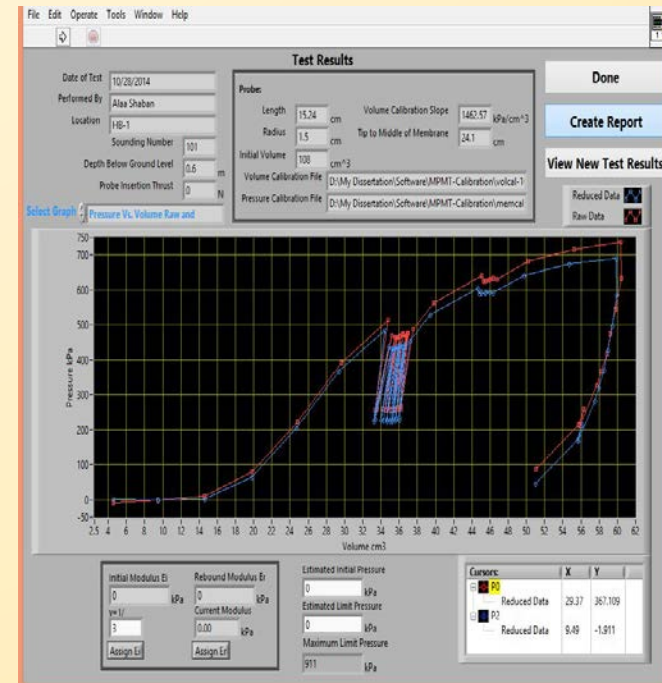 File Edit Operate Tools Window Help
Test Results
Date of Test 10/28/2014
Performed By Alaa Shaban
Location HB-1
Sounding Number 101
Depth Below Ground Level 0.6 m
Probe Insertion Thrust 0 N
Probe:
Length 15.24 cm
Radius 1.5 cm
Initial Volume 108 cm^3
Volume Calibration Slope 1462.57 kPa/cm^3
Tip to Middle of Membrane 24.1 cm
Volume Calibration File D:\My Dissertation\Software\MPMT-Calibration\volcal-1
Pressure Calibration File D:\My Dissertation\Software\MPMT-Calibration\memcal
Done
Create Report
View New Test Results
Reduced Data
Raw Data
Select Graph Pressure Vs. Volume Raw and
Pressure kPa
750
700
600
500
400
300
200
100
0
-50
2.5 4 6 8 10 12 14 16 18 20 22 24 26 28 30 32 34 36 38 40 42 44 46 48 50 52 54 56 58 60 62
Volume cm3
Initial Modulus Ei
0 kPa
v=1/
3
Assign Ei
Rebound Modulus Er
0 kPa
Current Modulus
0.00 kPa
Assign Er
Estimated Initial Pressure
0 kPa
Estimated Limit Pressure
0 kPa
Maximum Limit Pressure
911 kPa
Cursors: X Y
P0
Reduced Data 29.37 367.109
P2
Reduced Data 9.49 -1.911